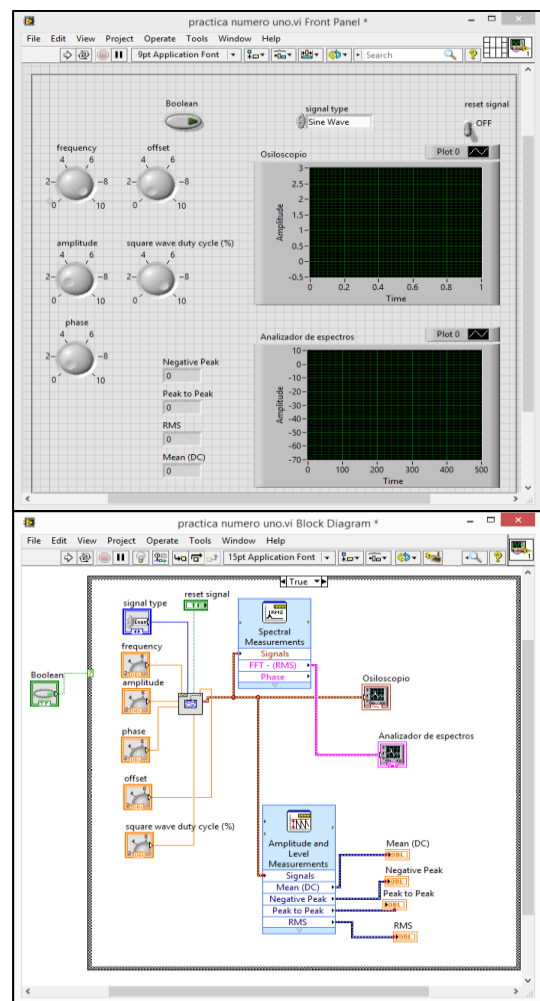 practica numero uno.vi Front Panel *
File Edit View Project Operate Tools Window Help
9pt Application Font Search
Boolean
signal type
Sine Wave
reset signal
OFF
frequency
offset
4 6
2 8
0 10
4 6
2 8
0 10
Osiloscopio
Plot 0
Amplitude
3
2.5
2
1.5
1
0.5
0
-0.5
0 0.2 0.4 0.6 0.8 1
Time
amplitude
square wave duty cycle (%)
4 6
2 8
0 10
4 6
2 8
0 10
phase
4 6
2 8
0 10
Negative Peak
0
Peak to Peak
0
RMS
0
Mean (DC)
0
Analizador de espectros
Plot 0
Amplitude
10
0
-10
-20
-30
-40
-50
-60
-70
0 100 200 300 400 500
Time
practica numero uno.vi Block Diagram *
File Edit View Project Operate Tools Window Help
15pt Application Font
True
signal type
reset signal
TF
Enum
frequency
DBL
Boolean
TF
amplitude
DBL
phase
DBL
offset
DBL
square wave duty cycle (%)
DBL
RMS
Spectral
Measurements
Signals
FFT - (RMS)
Phase
Osiloscopio
Analizador de espectros
Amplitude and
Level
Measurements
Signals
Mean (DC)
Negative Peak
Peak to Peak
RMS
Mean (DC)
DBL
Negative Peak
DBL
Peak to Peak
DBL
RMS
DBL